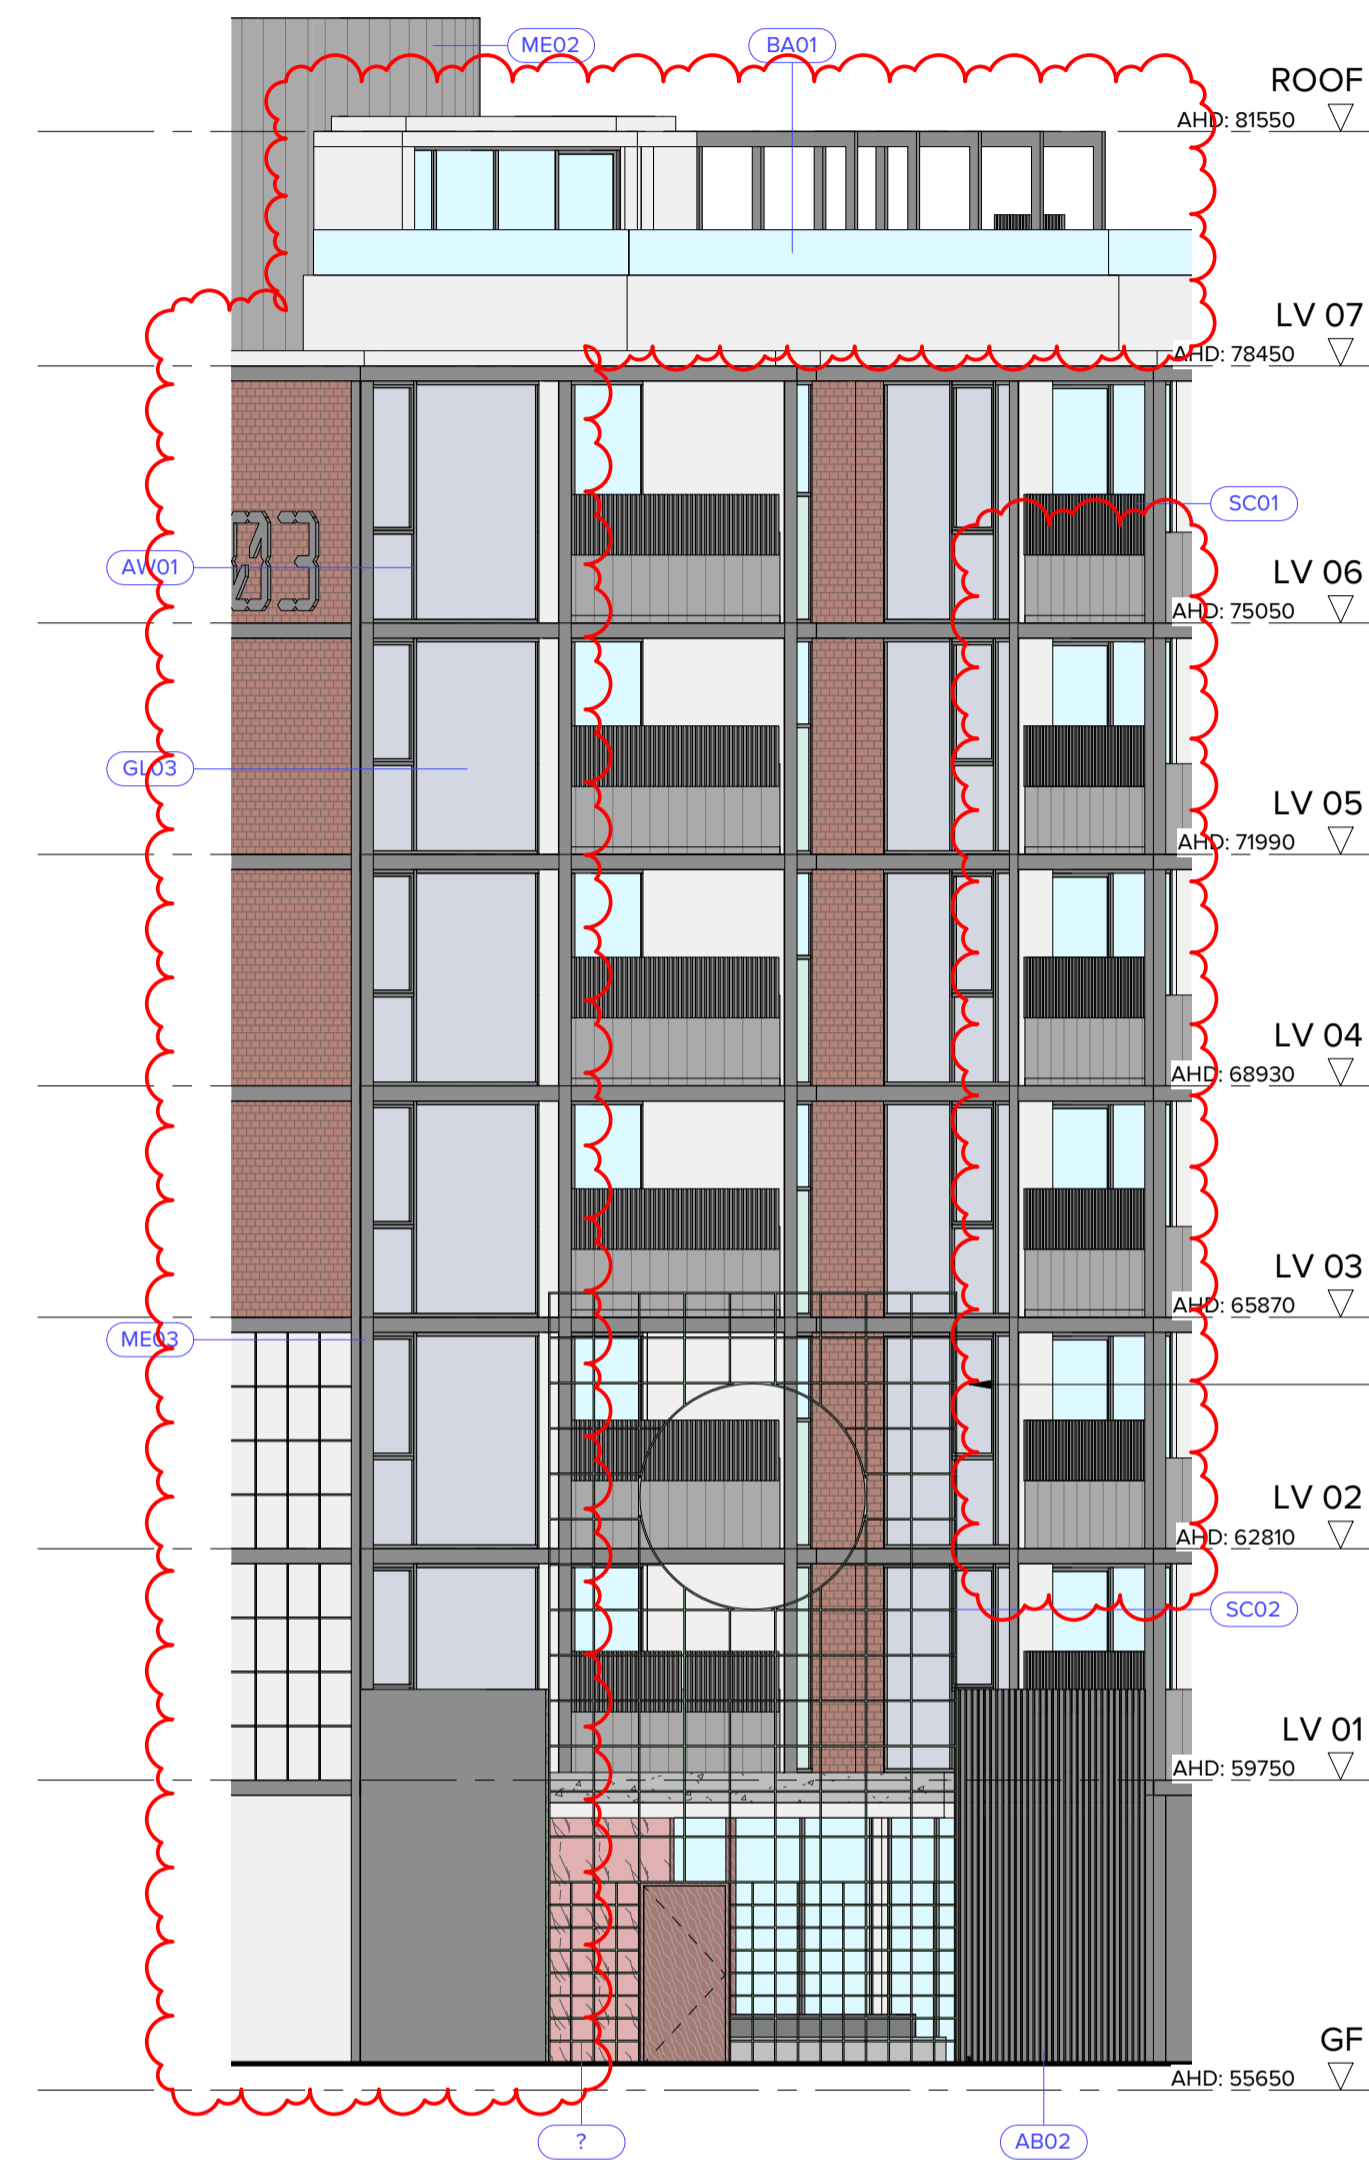 ME02
BA01
ROOF
AHD: 81550
LV 07
AHD: 78450
SC01
03
AW01
LV 06
AHD: 75050
GL03
LV 05
AHD: 71990
LV 04
AHD: 68930
LV 03
AHD: 65870
ME03
LV 02
AHD: 62810
SC02
LV 01
AHD: 59750
GF
AHD: 55650
?
AB02